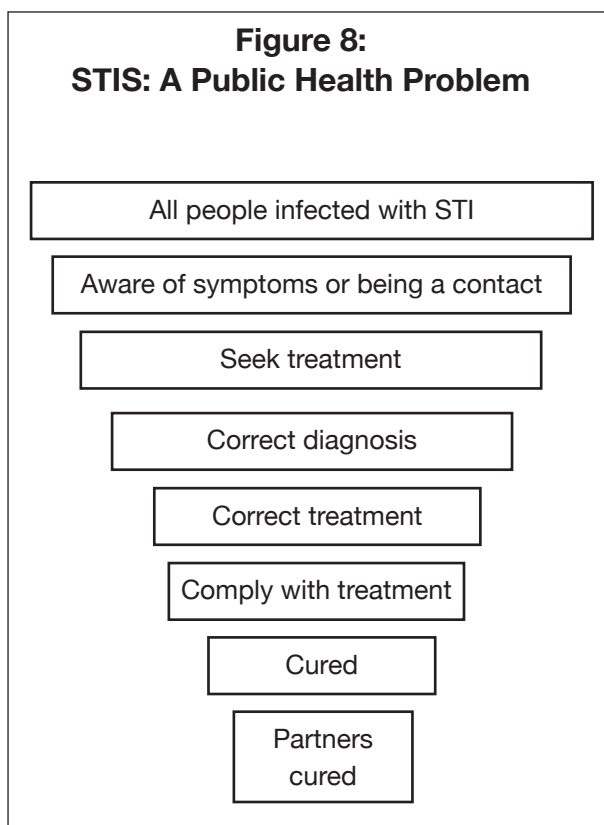 Figure 8:
STIS: A Public Health Problem
All people infected with STI
Aware of symptoms or being a contact
Seek treatment
Correct diagnosis
Correct treatment
Comply with treatment
Cured
Partners
cured